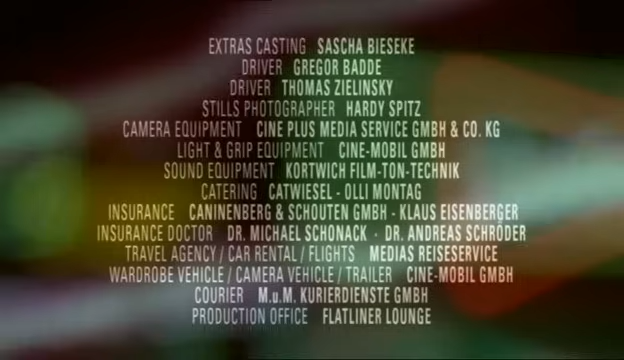 EXTRAS CASTING SASCHA BIESEKE
DRIVER GREGOR BADDE
DRIVER THOMAS ZIELINSKY
STILLS PHOTOGRAPHER HARDY SPITZ
CAMERA EQUIPMENT CINE PLUS MEDIA SERVICE GMBH & CO. KG
LIGHT & GRIP EQUIPMENT CINE-MOBIL GMBH
SOUND EQUIPMENT KORTWICH FILM-TON-TECHNIK
CATERING CATWIESEL - OLLI MONTAG
INSURANCE CANINENBERG & SCHOUTEN GMBH - KLAUS EISENBERGER
INSURANCE DOCTOR DR. MICHAEL SCHONACK - DR. ANDREAS SCHRÖDER
TRAVEL AGENCY / CAR RENTAL / FLIGHTS MEDIAS REISESERVICE
WARDROBE VEHICLE / CAMERA VEHICLE / TRAILER CINE-MOBIL GMBH
COURIER M.u.M. KURIERDIENSTE GMBH
PRODUCTION OFFICE FLATLINER LOUNGE